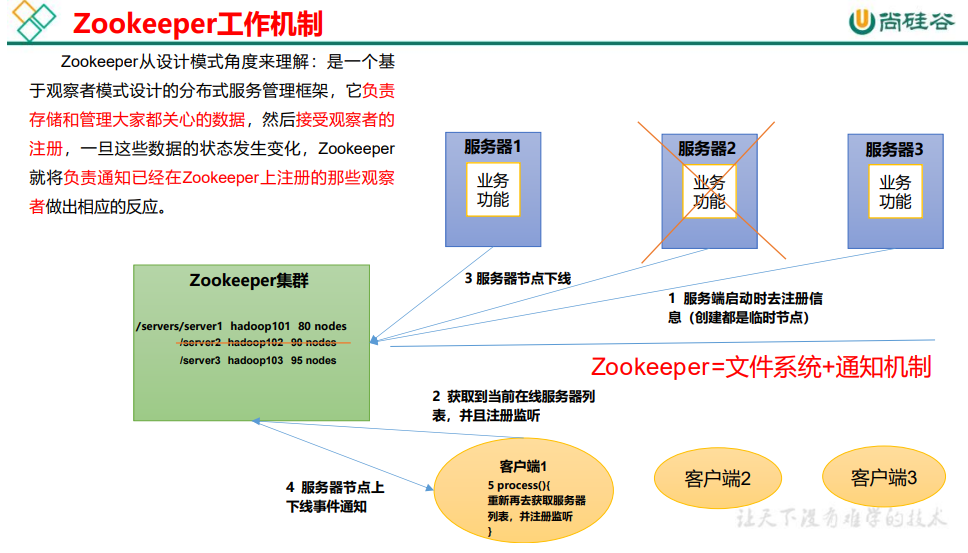 Zookeeper工作机制
尚硅谷
Zookeeper从设计模式角度来理解：是一个基
于观察者模式设计的分布式服务管理框架，它负责
存储和管理大家都关心的数据，然后接受观察者的
注册，一旦这些数据的状态发生变化，Zookeeper
就将负责通知已经在Zookeeper上注册的那些观察
者做出相应的反应。
服务器1
业务
功能
服务器2
业务
功能
服务器3
业务
功能
3 服务器节点下线
1 服务端启动时去注册信
息（创建都是临时节点）
Zookeeper集群
/servers/server1 hadoop101 80 nodes
/server2 hadoop102 90 nodes
/server3 hadoop103 95 nodes
Zookeeper=文件系统+通知机制
2 获取到当前在线服务器列
表，并且注册监听
4 服务器节点上
下线事件通知
客户端1
5 process(){
重新再去获取服务器
列表，并注册监听
}
客户端2
客户端3
让天下没有难学的技术